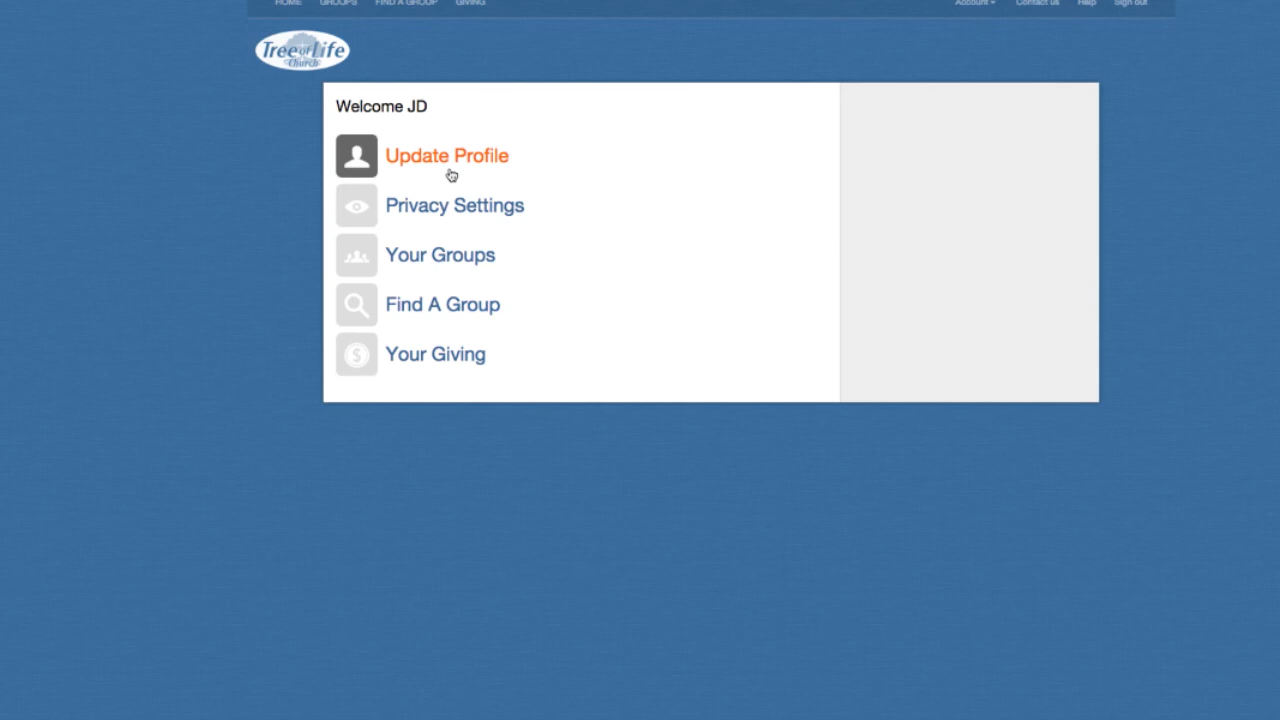 HOME GROUPS FIND A GROUP GIVING Account Contact us Help Sign out
Tree of Life
Church
Welcome JD
Update Profile
Privacy Settings
Your Groups
Find A Group
Your Giving